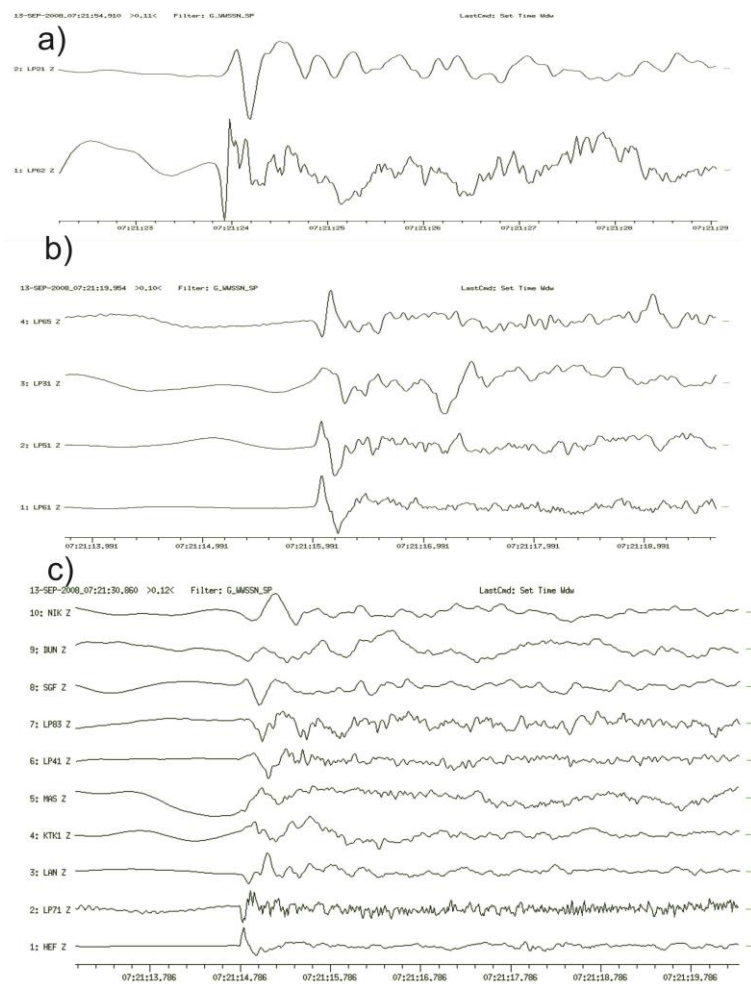 13-SEP-2008_07:21:54.910 >0.11< Filter: G_WWSSN_SP LastCmd: Set Time Wdw
a)
2: LP21 Z
1: LP62 Z
07:21:23 07:21:24 07:21:25 07:21:26 07:21:27 07:21:28 07:21:29
b)
13-SEP-2008_07:21:19.954 >0.10< Filter: G_WWSSN_SP LastCmd: Set Time Wdw
4: LP65 Z
3: LP31 Z
2: LP51 Z
1: LP61 Z
07:21:13.991 07:21:14.991 07:21:15.991 07:21:16.991 07:21:17.991 07:21:18.991
c)
13-SEP-2008_07:21:30.860 >0.12< Filter: G_WWSSN_SP LastCmd: Set Time Wdw
10: NIK Z
9: DUN Z
8: SGF Z
7: LP83 Z
6: LP41 Z
5: MAS Z
4: KTK1 Z
3: LAN Z
2: LP71 Z
1: HEF Z
07:21:13.786 07:21:14.786 07:21:15.786 07:21:16.786 07:21:17.786 07:21:18.786 07:21:19.786